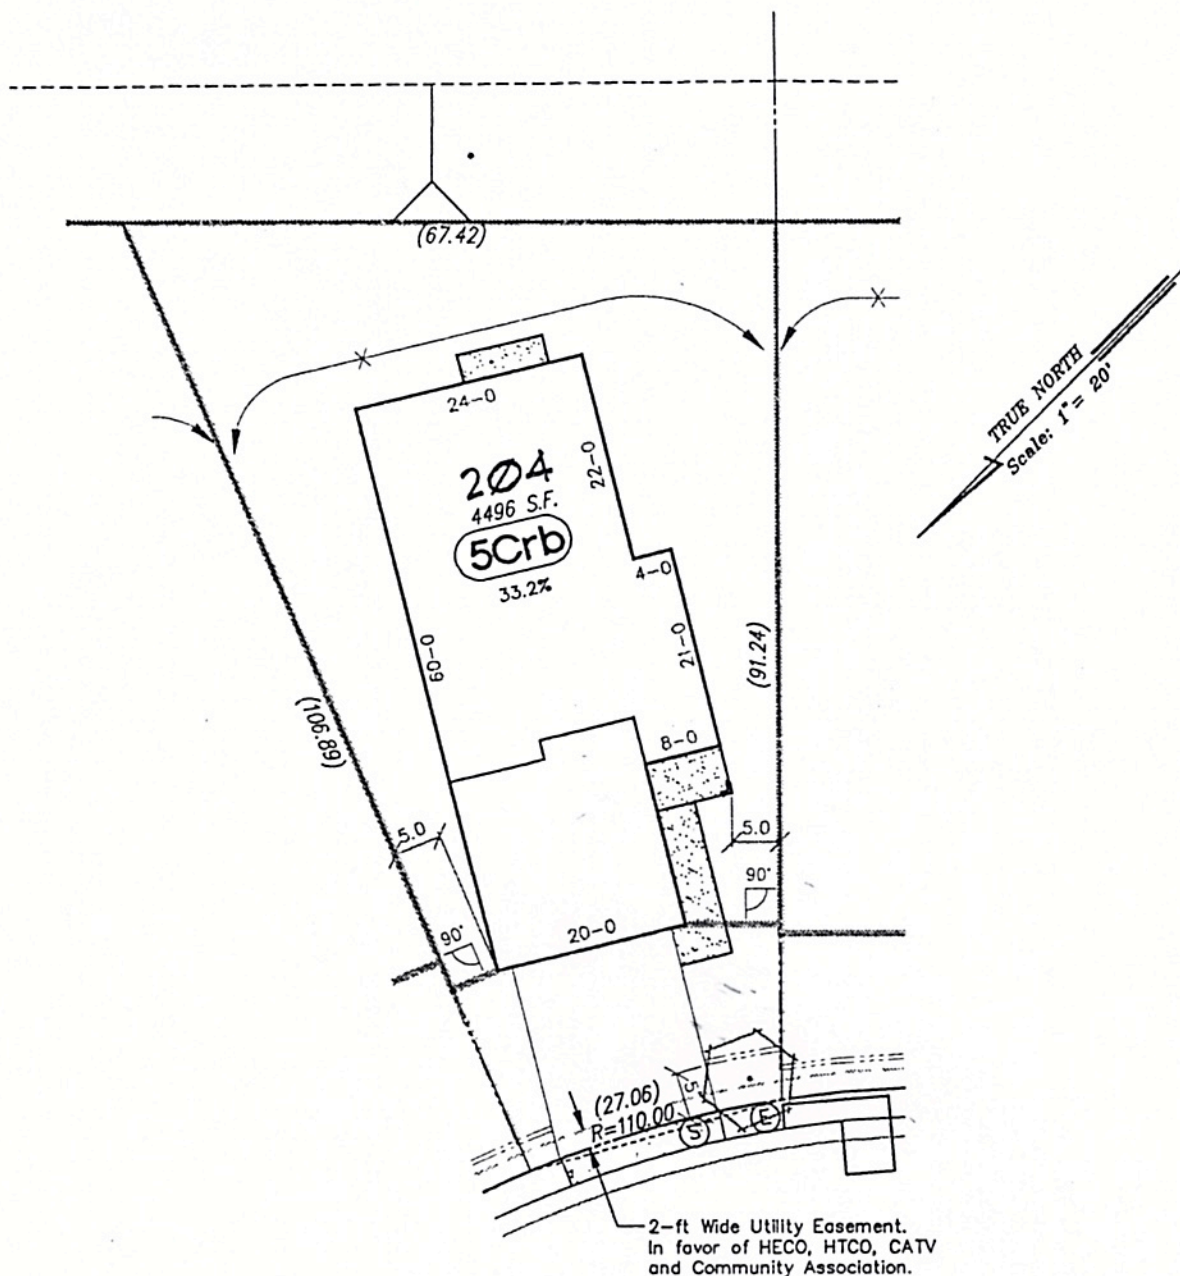 (67.42)
TRUE NORTH
Scale: 1" = 20'
24-0
22-0
2Ø4
4496 S.F.
5Crb
33.2%
4-0
60-0
21-0
(91.24)
(106.89)
8-0
5.0
5.0
90°
90°
20-0
(27.06)
R=110.00
5
S
E
2-ft Wide Utility Easement.
In favor of HECO, HTCO, CATV
and Community Association.